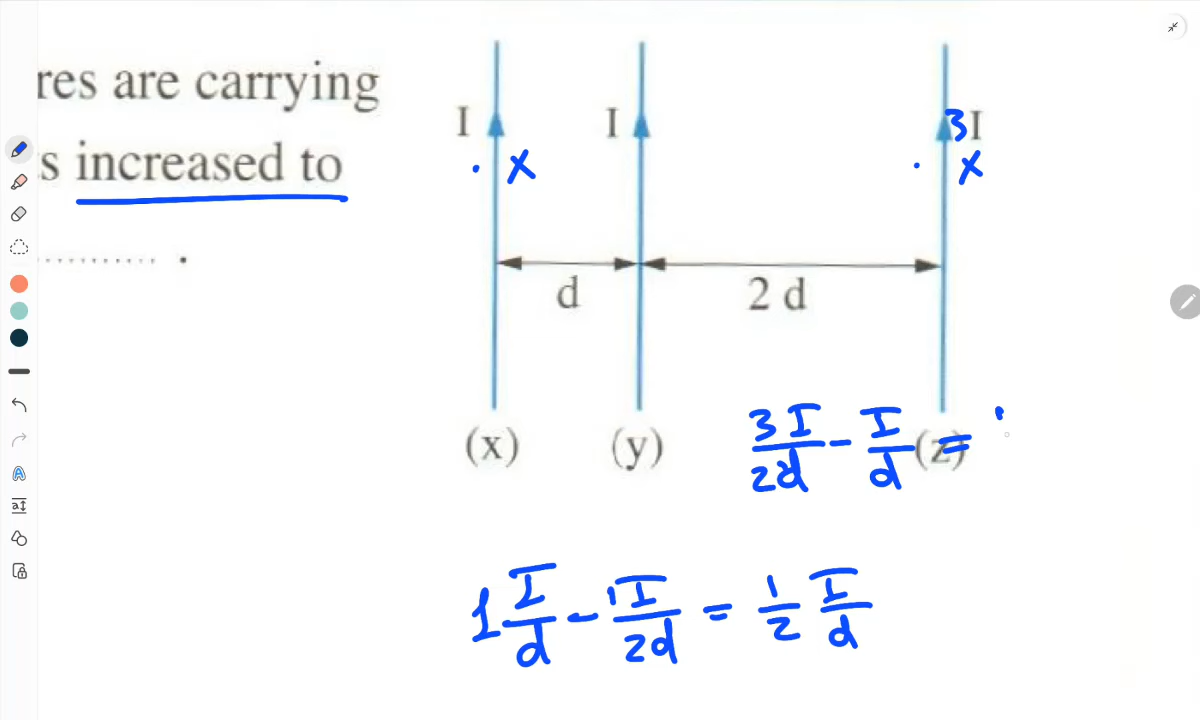 res are carrying
s increased to
............ .
I I 3I
. X . X
d 2 d
(x) (y) (z)
3I/2d - I/d =
1 I/d - 1I/2d = 1/2 I/d